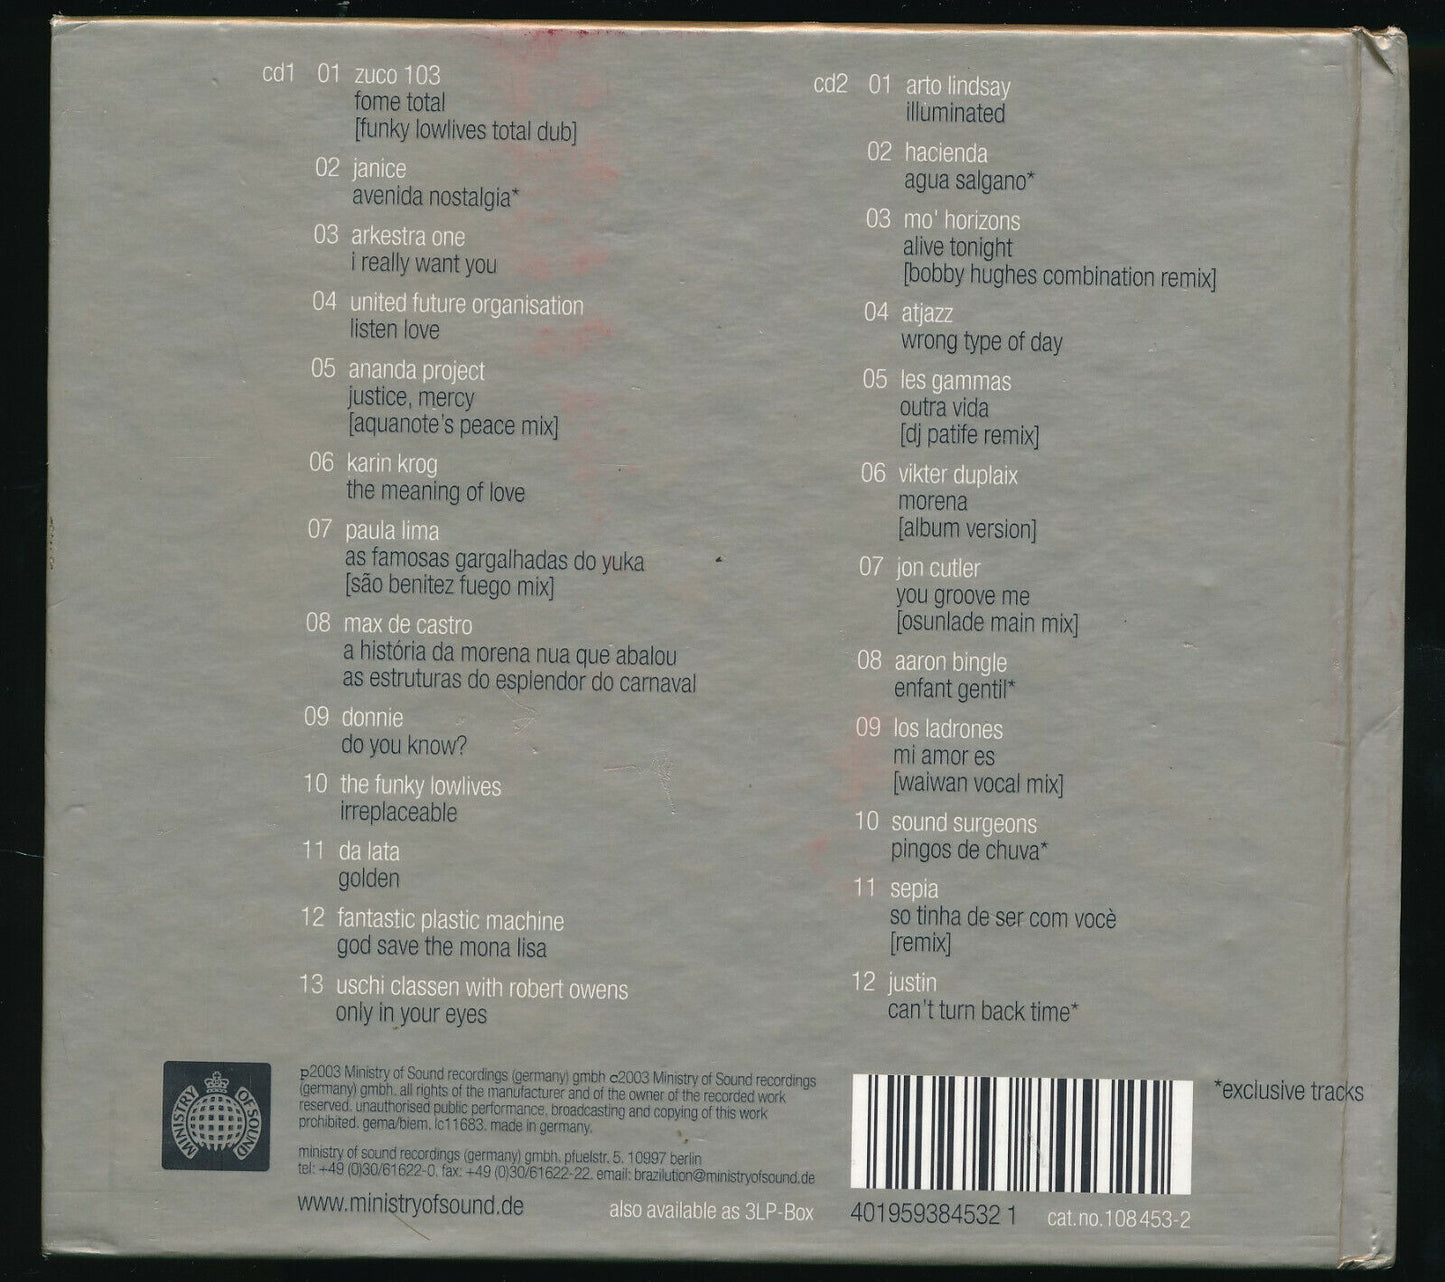 cd1 01 zuco 103
fome total
[funky lowlives total dub]
02 janice
avenida nostalgia*
03 arkestra one
i really want you
04 united future organisation
listen love
05 ananda project
justice, mercy
[aquanote's peace mix]
06 karin krog
the meaning of love
07 paula lima
as famosas gargalhadas do yuka
[são benitez fuego mix]
08 max de castro
a história da morena nua que abalou
as estruturas do esplendor do carnaval
09 donnie
do you know?
10 the funky lowlives
irreplaceable
11 da lata
golden
12 fantastic plastic machine
god save the mona lisa
13 uschi classen with robert owens
only in your eyes
cd2 01 arto lindsay
illuminated
02 hacienda
agua salgano*
03 mo' horizons
alive tonight
[bobby hughes combination remix]
04 atjazz
wrong type of day
05 les gammas
outra vida
[dj patife remix]
06 vikter duplaix
morena
[album version]
07 jon cutler
you groove me
[osunlade main mix]
08 aaron bingle
enfant gentil*
09 los ladrones
mi amor es
[waiwan vocal mix]
10 sound surgeons
pingos de chuva*
11 sepia
so tinha de ser com vocè
[remix]
12 justin
can't turn back time*
MINISTRY OF SOUND
p2003 Ministry of Sound recordings (germany) gmbh c2003 Ministry of Sound recordings
(germany) gmbh. all rights of the manufacturer and of the owner of the recorded work
reserved. unauthorised public performance, broadcasting and copying of this work
prohibited. gema/biem. lc11683. made in germany.
ministry of sound recordings (germany) gmbh. pfuelstr. 5. 10997 berlin
tel: +49 (0)30/61622-0. fax: +49 (0)30/61622-22. email: brazilution@ministryofsound.de
www.ministryofsound.de
also available as 3LP-Box
*exclusive tracks
401959384532 1
cat.no.108 453-2